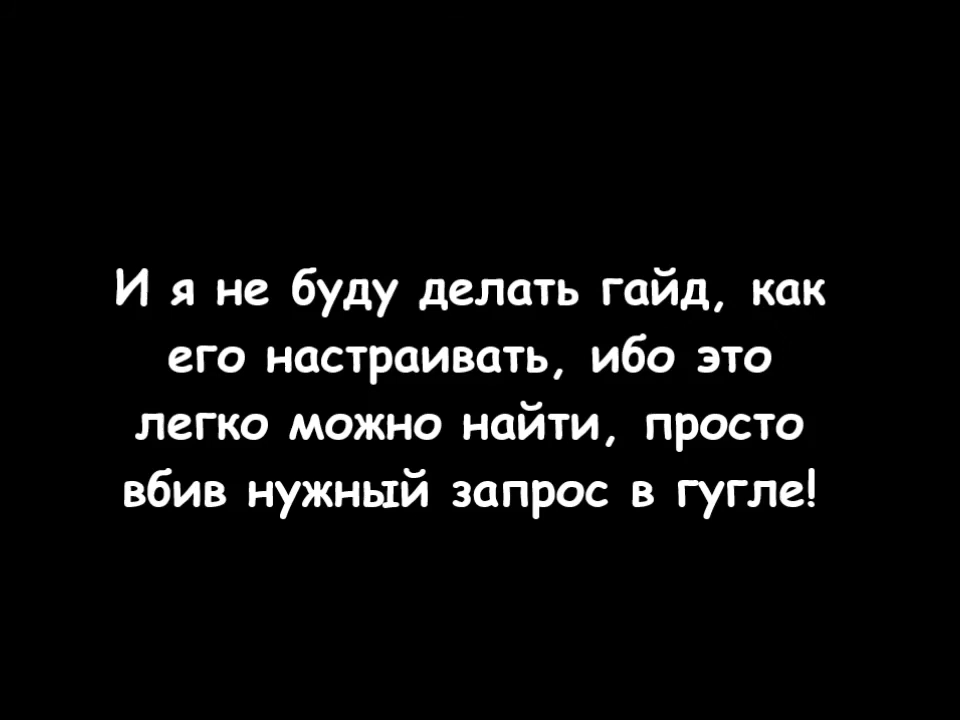 И я не буду делать гайд, как
его настраивать, ибо это
легко можно найти, просто
вбив нужный запрос в гугле!